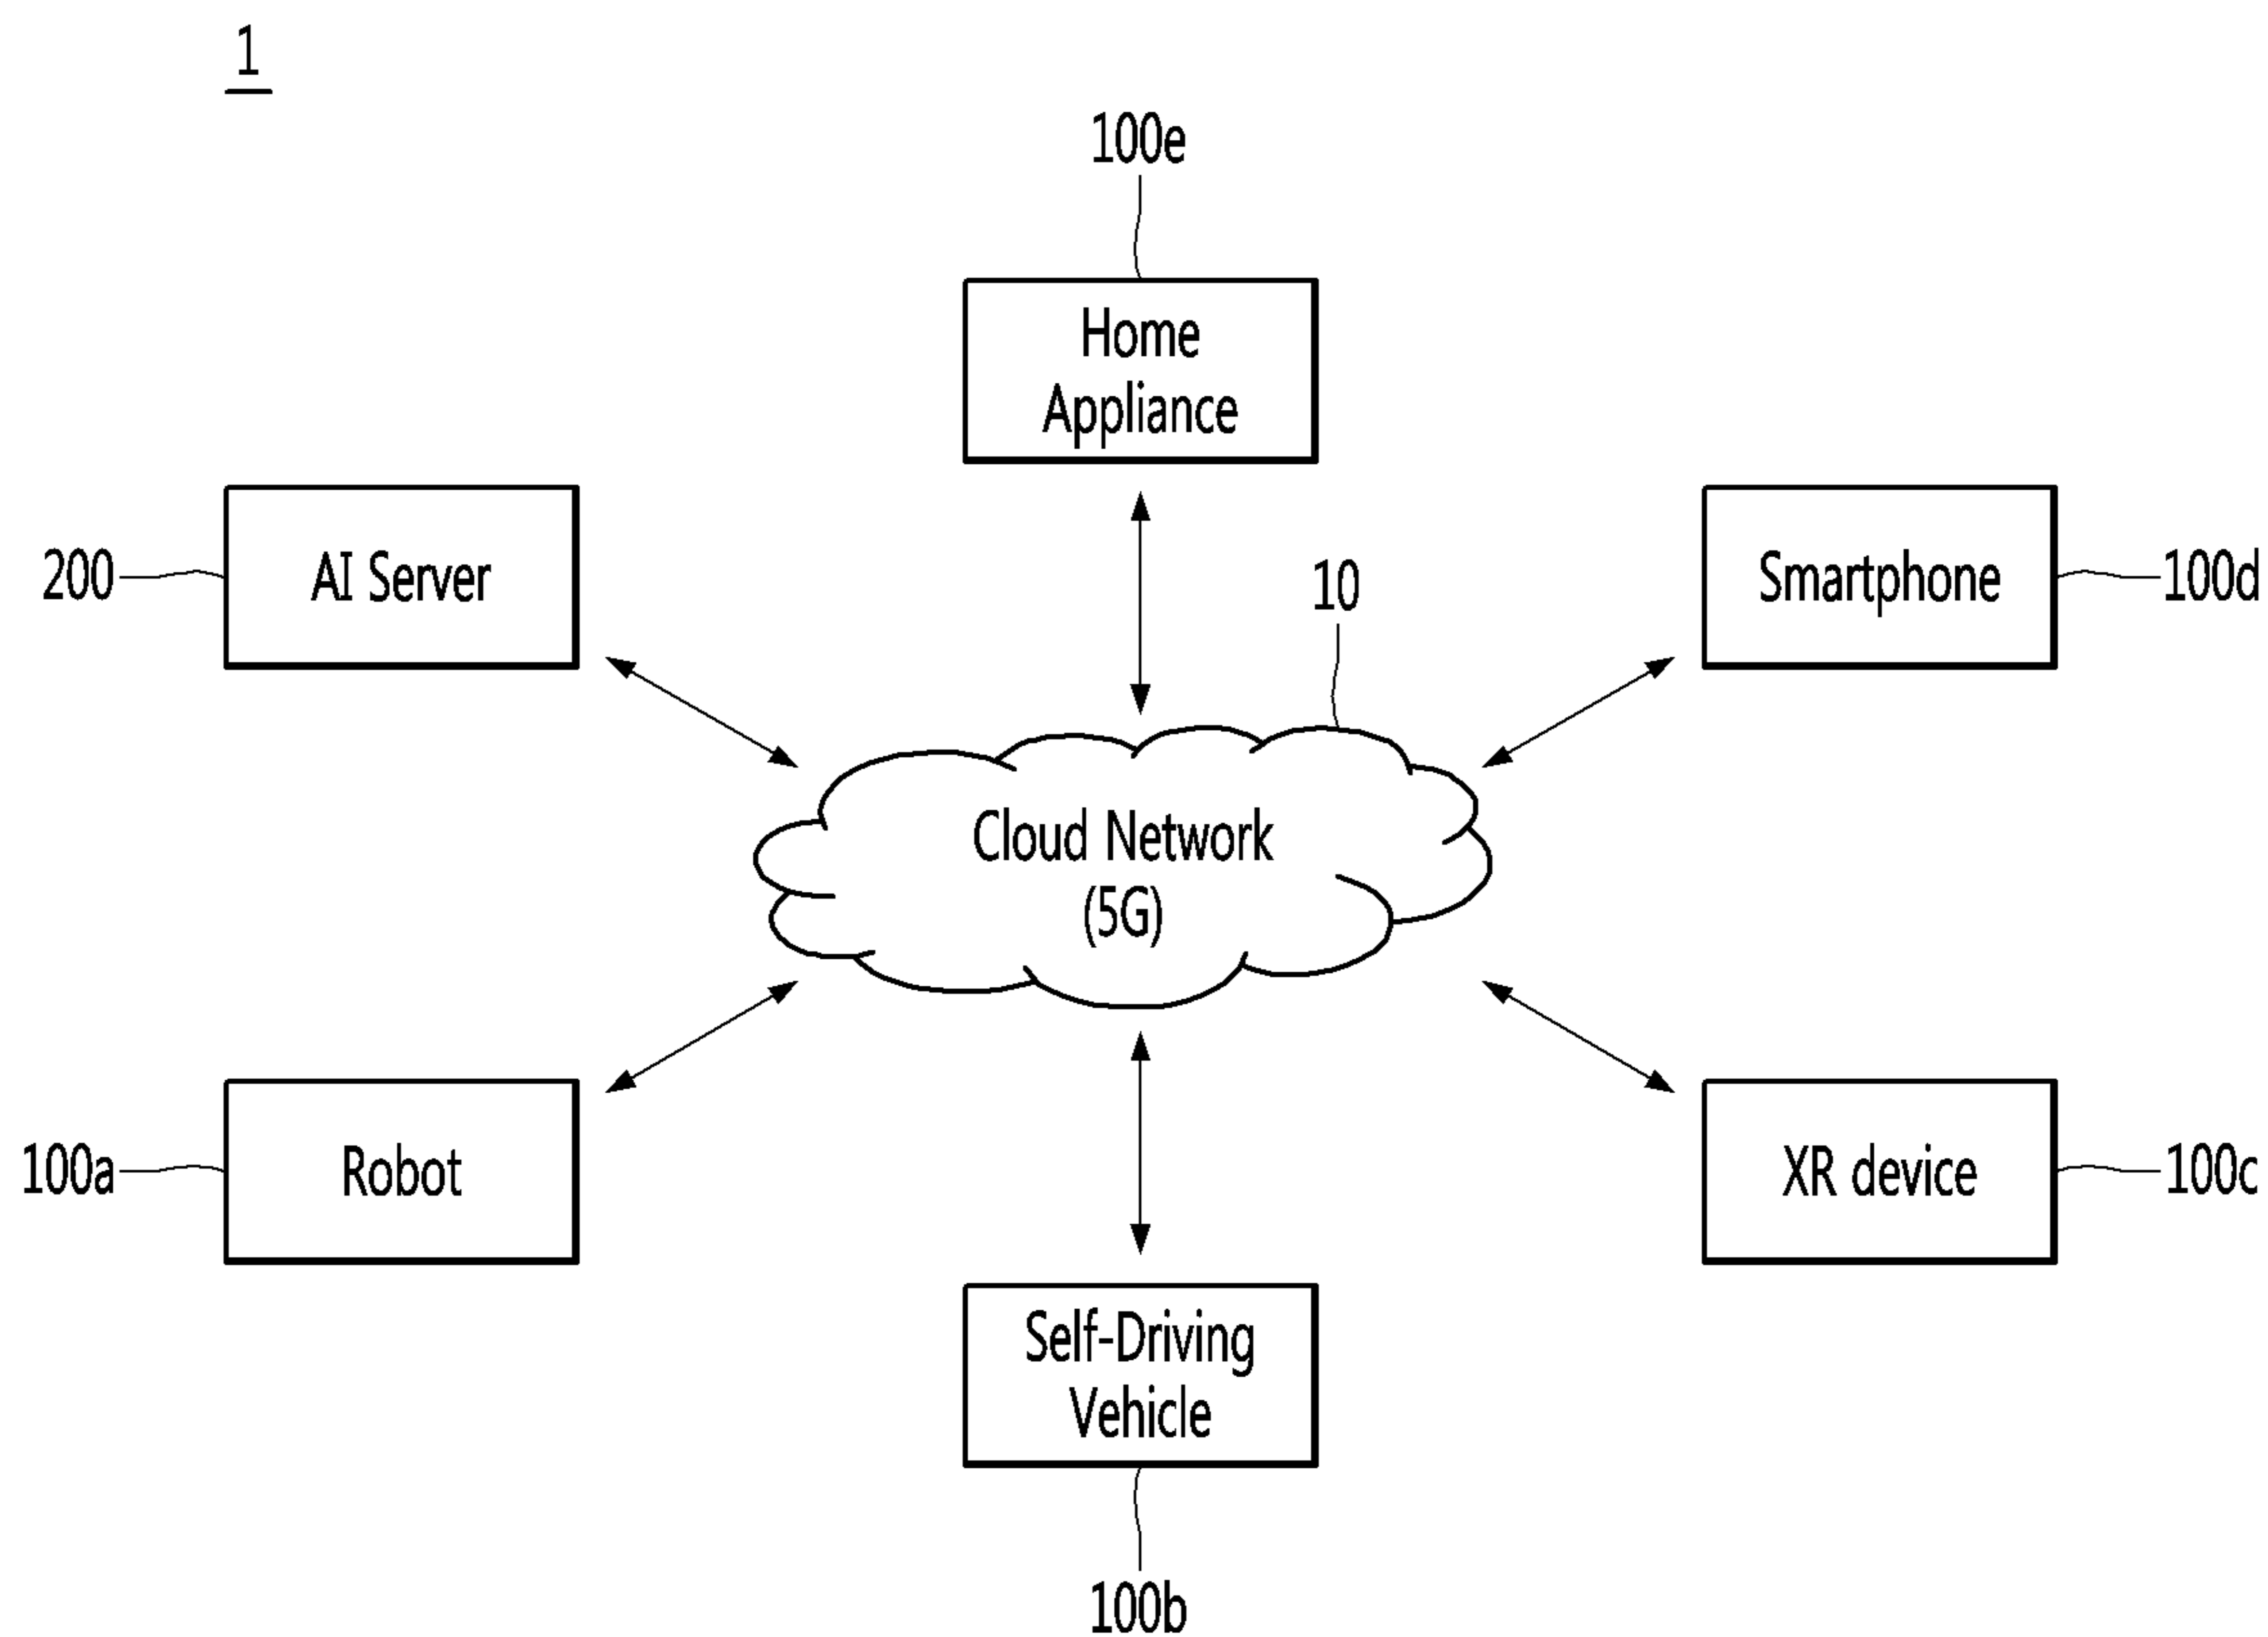 1
100e
Home
Appliance
200
AI Server
10
Smartphone
100d
Cloud Network
(5G)
100a
Robot
XR device
100c
Self-Driving
Vehicle
100b